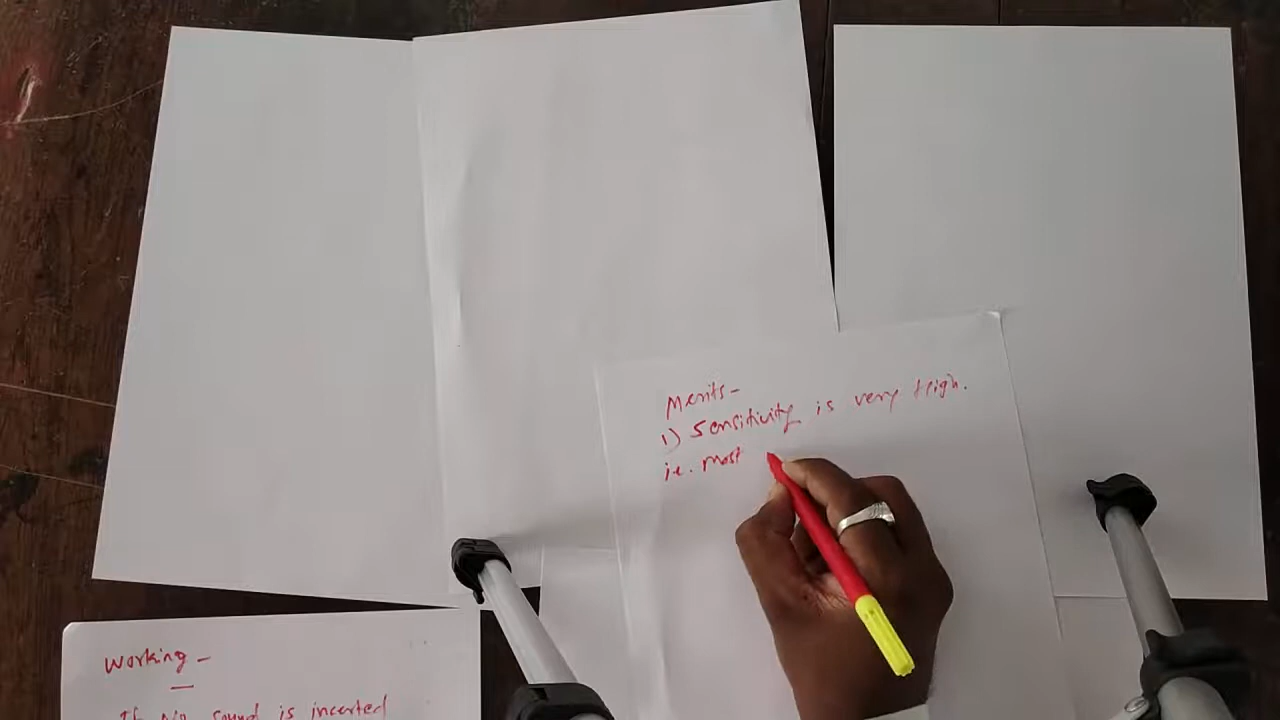 Merits-
1) Sensitivity is very High.
i.e. most
Working -
If No sound is incerted